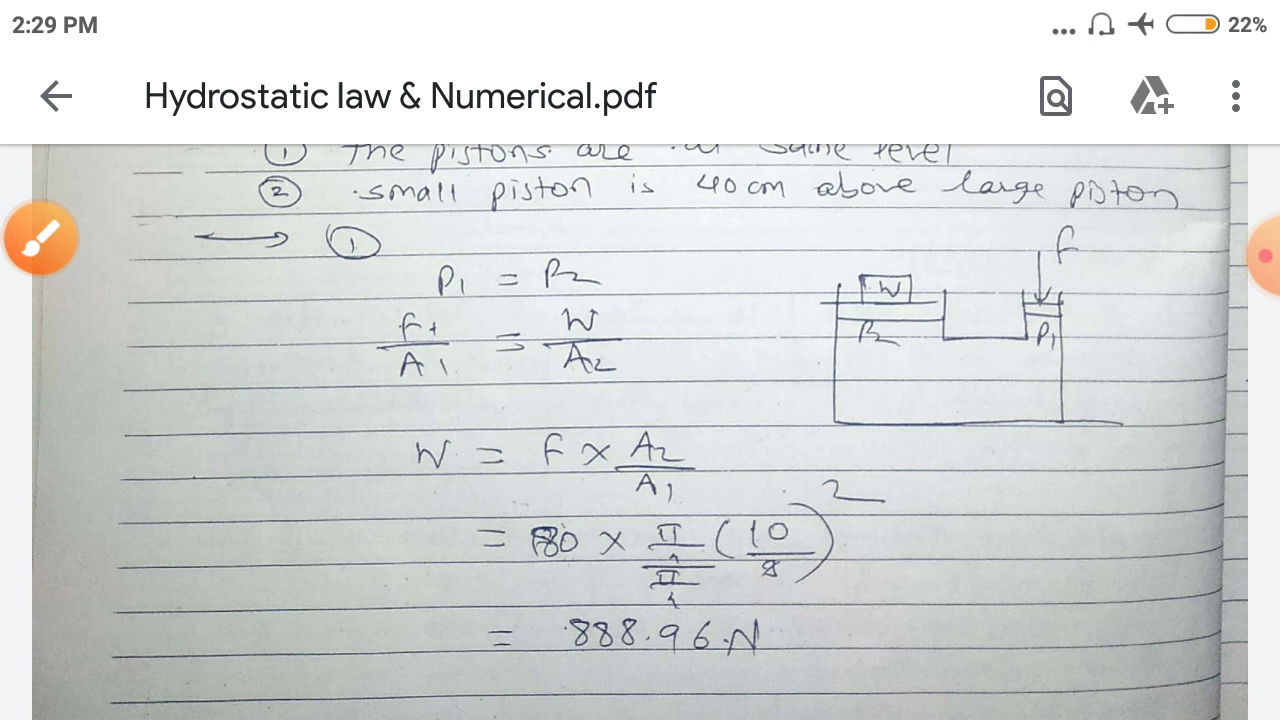 2:29 PM ... 22%
Hydrostatic law & Numerical.pdf
① The pistons are at same level
② small piston is 40 cm above large piston
①
P₁ = P₂
F₁/A₁ = W/A₂
F
W
P₂ P₁
W = F × A₂/A₁
= 80 × π/4 / π/4 (10/8)²
= 888.96 N